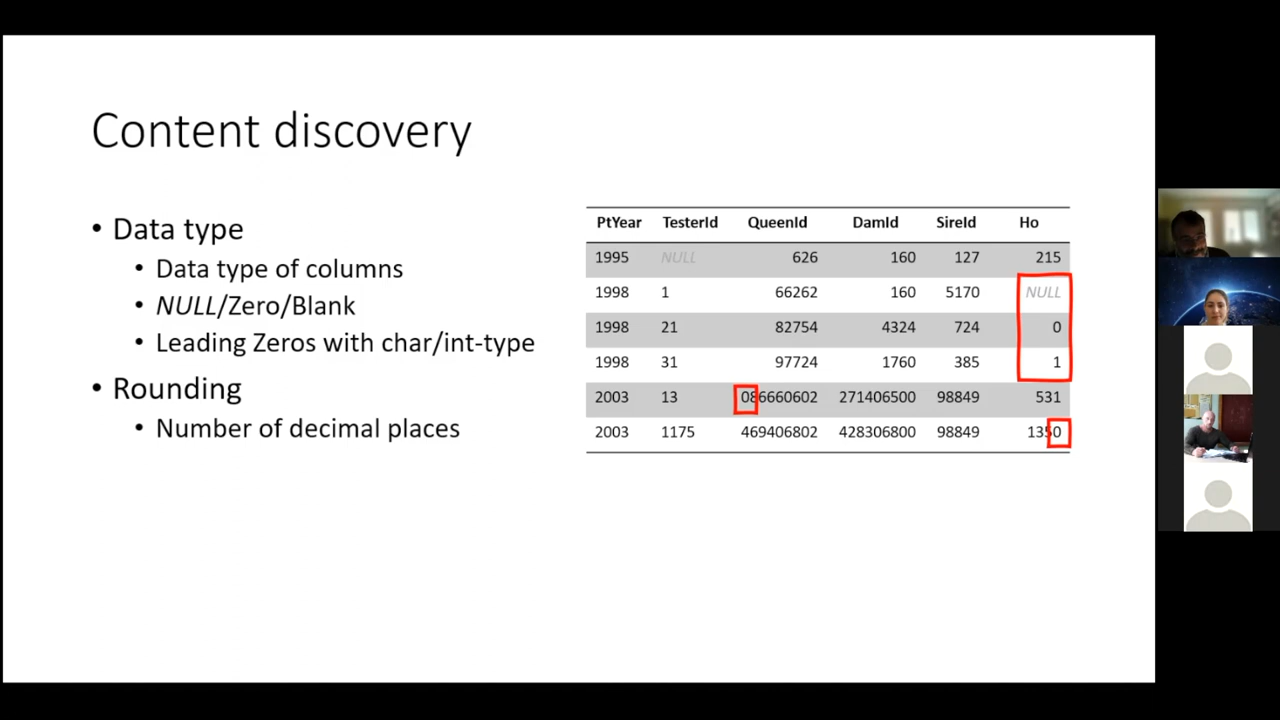 Content discovery
• Data type
• Data type of columns
• NULL/Zero/Blank
• Leading Zeros with char/int-type
• Rounding
• Number of decimal places
PtYear TesterId QueenId DamId SireId Ho
1995 NULL 626 160 127 215
1998 1 66262 160 5170 NULL
1998 21 82754 4324 724 0
1998 31 97724 1760 385 1
2003 13 086660602 271406500 98849 531
2003 1175 469406802 428306800 98849 1350